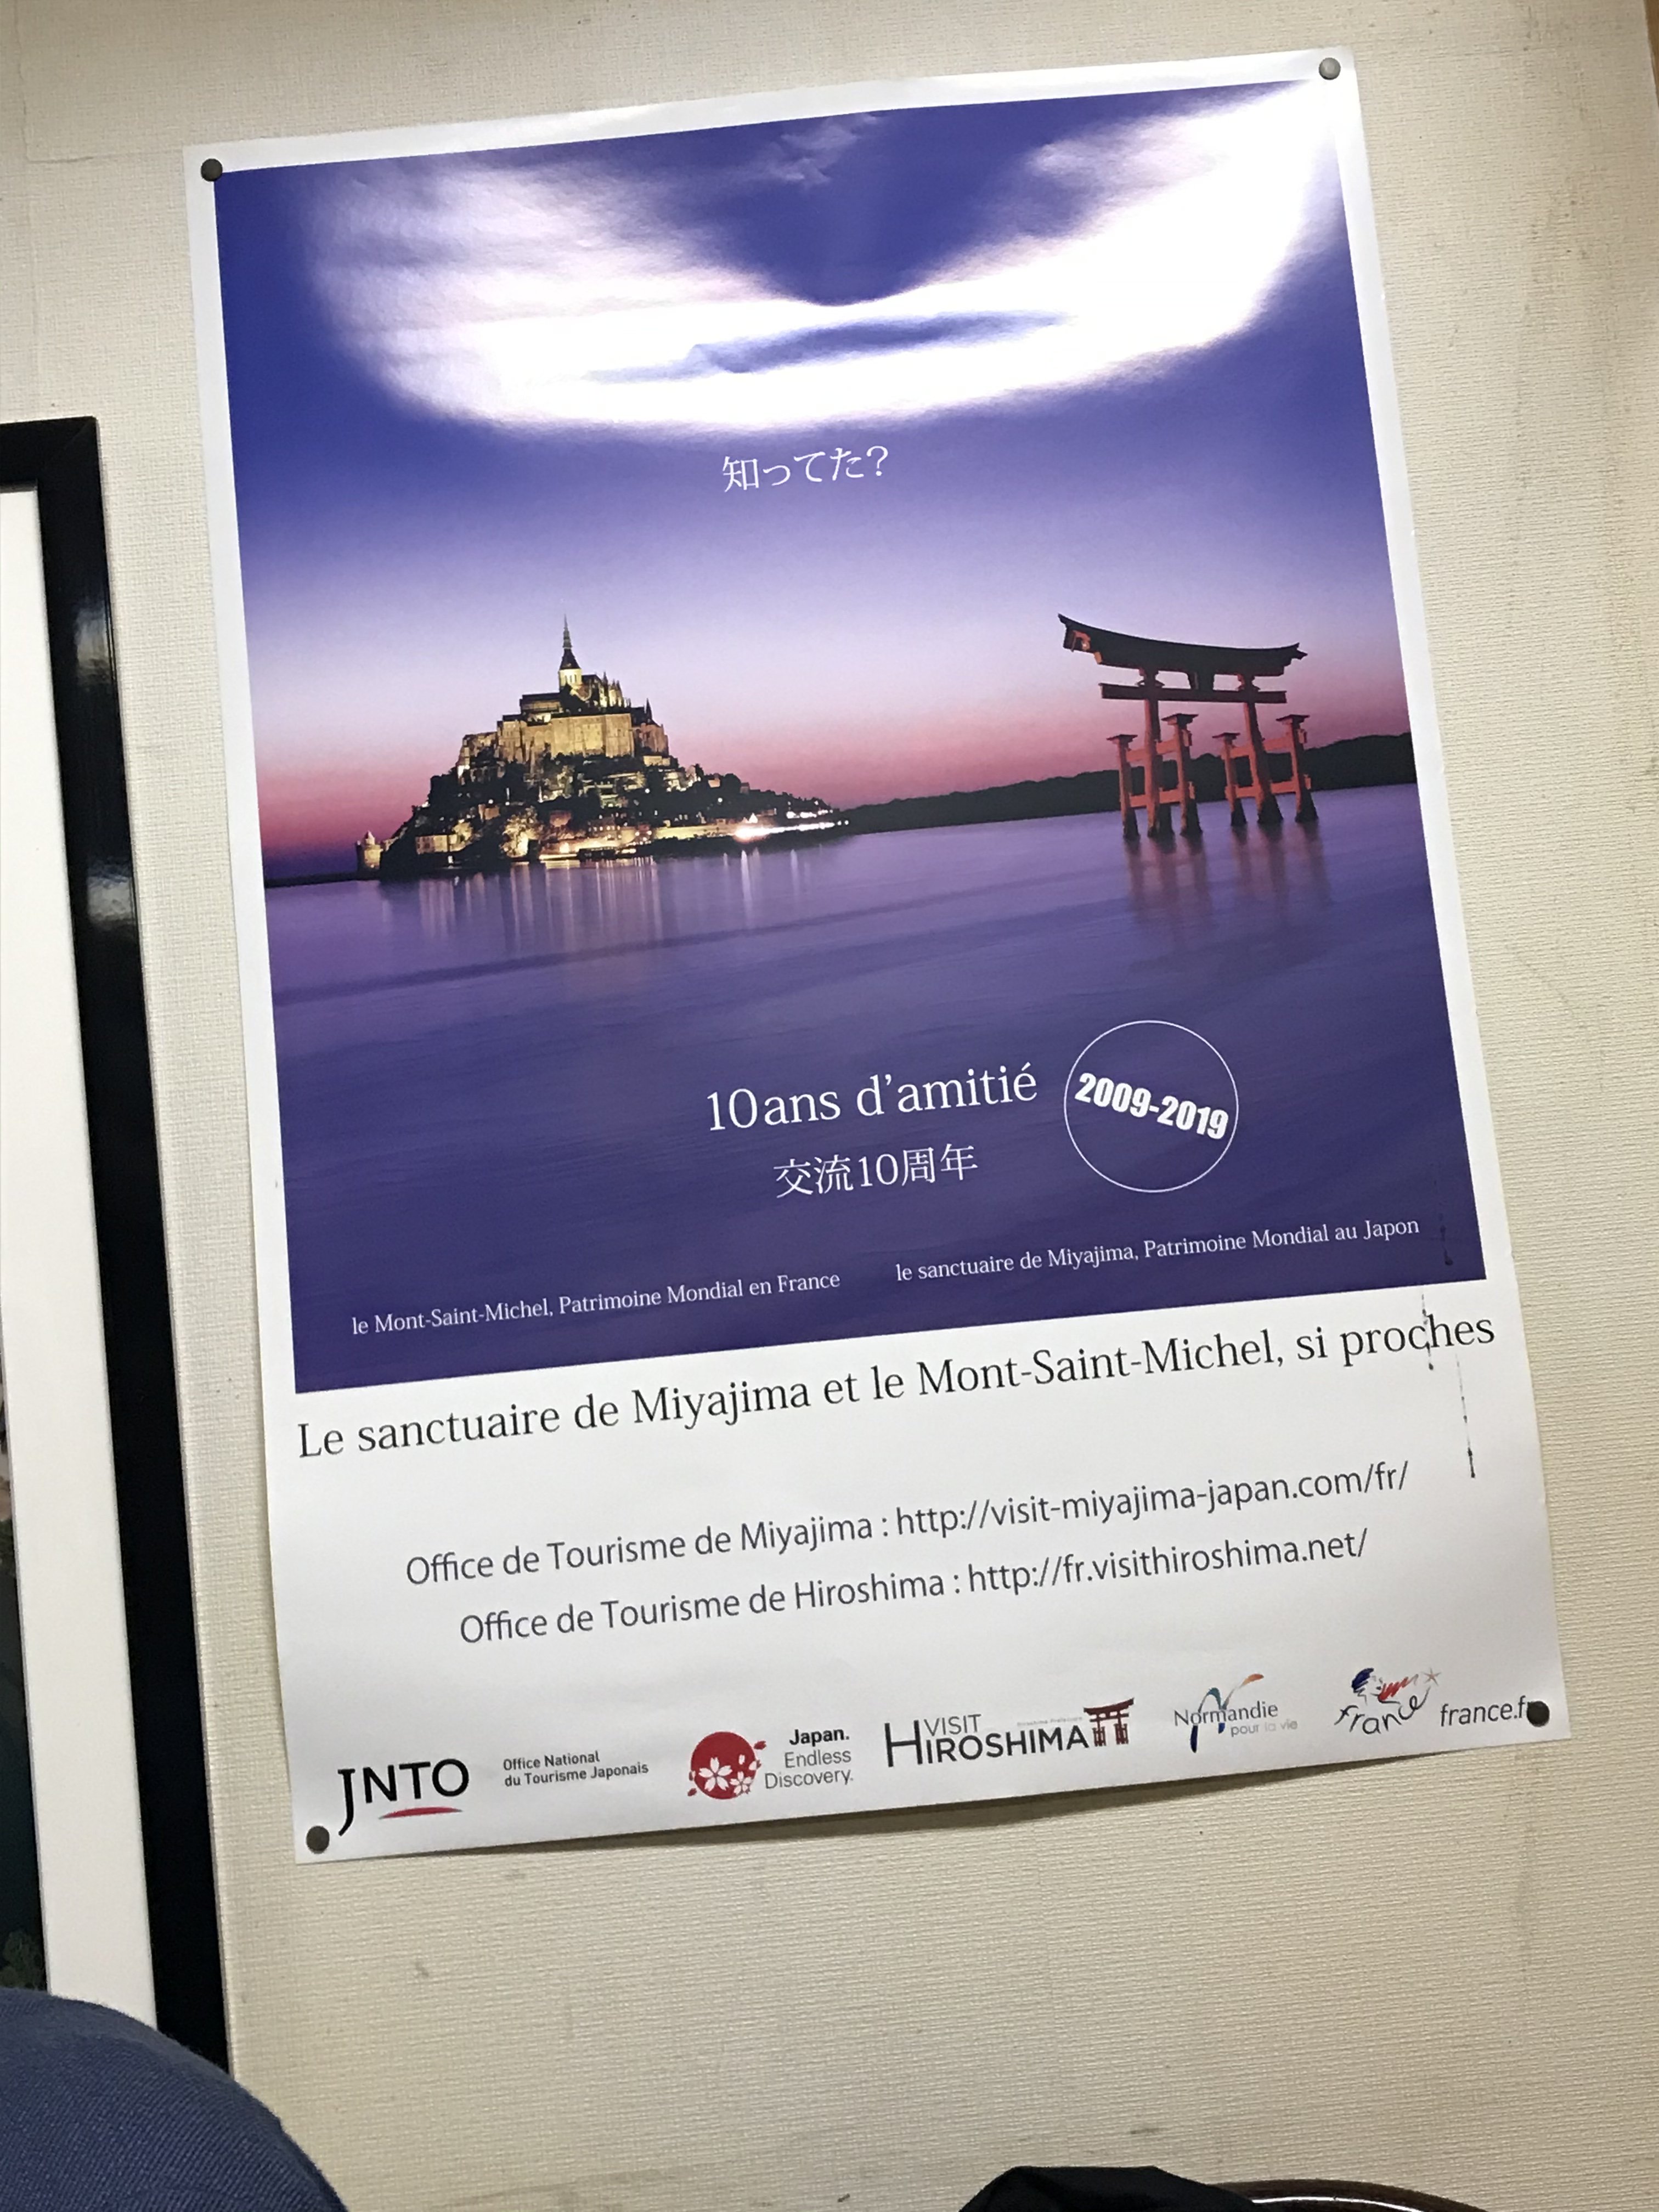 知ってた?
10ans d'amitié
2009-2019
交流10周年
le Mont-Saint-Michel, Patrimoine Mondial en France
le sanctuaire de Miyajima, Patrimoine Mondial au Japon
Le sanctuaire de Miyajima et le Mont-Saint-Michel, si proches
Office de Tourisme de Miyajima : http://visit-miyajima-japan.com/fr/
Office de Tourisme de Hiroshima : http://fr.visithiroshima.net/
JNTO
Office National
du Tourisme Japonais
Japan.
Endless
Discovery.
VISIT
HIROSHIMA
Normandie
pour la vie
france